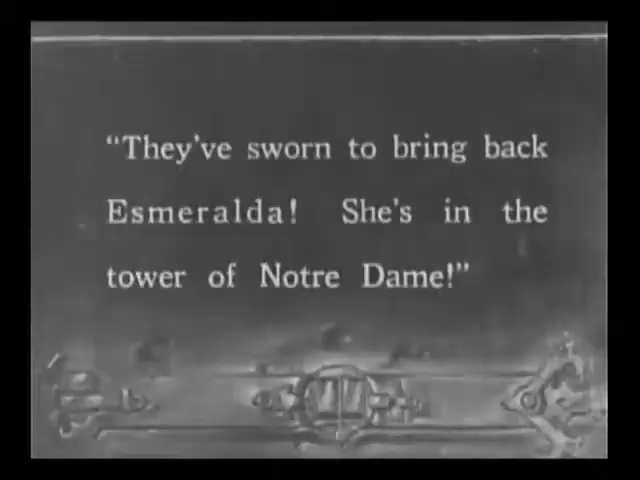 “They’ve sworn to bring back
Esmeralda! She’s in the
tower of Notre Dame!”